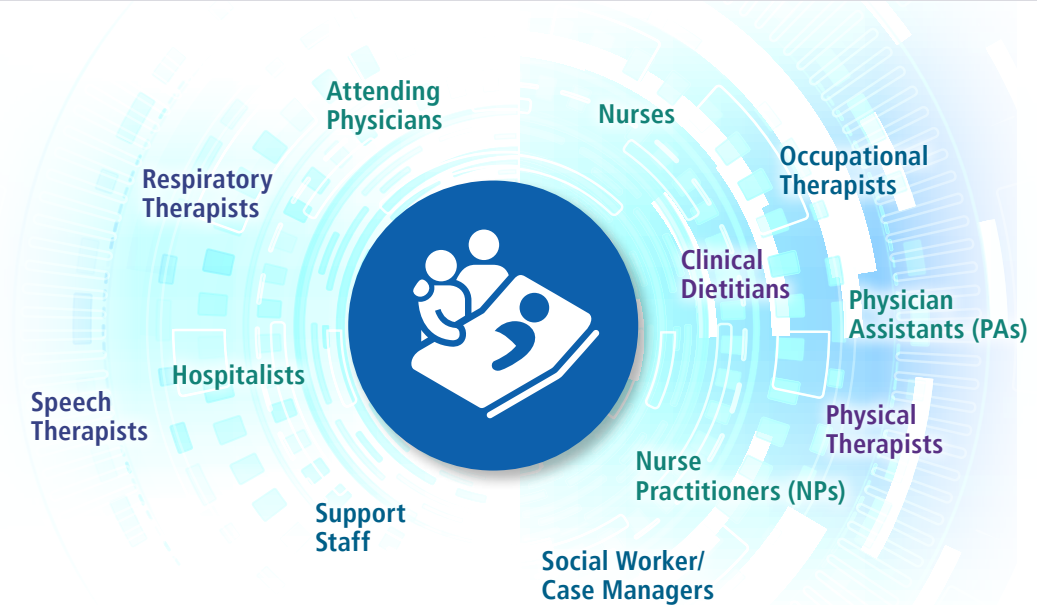 Attending
Physicians
Nurses
Occupational
Therapists
Respiratory
Therapists
Clinical
Dietitians
Physician
Assistants (PAs)
Hospitalists
Speech
Therapists
Physical
Therapists
Nurse
Practitioners (NPs)
Support
Staff
Social Worker/
Case Managers